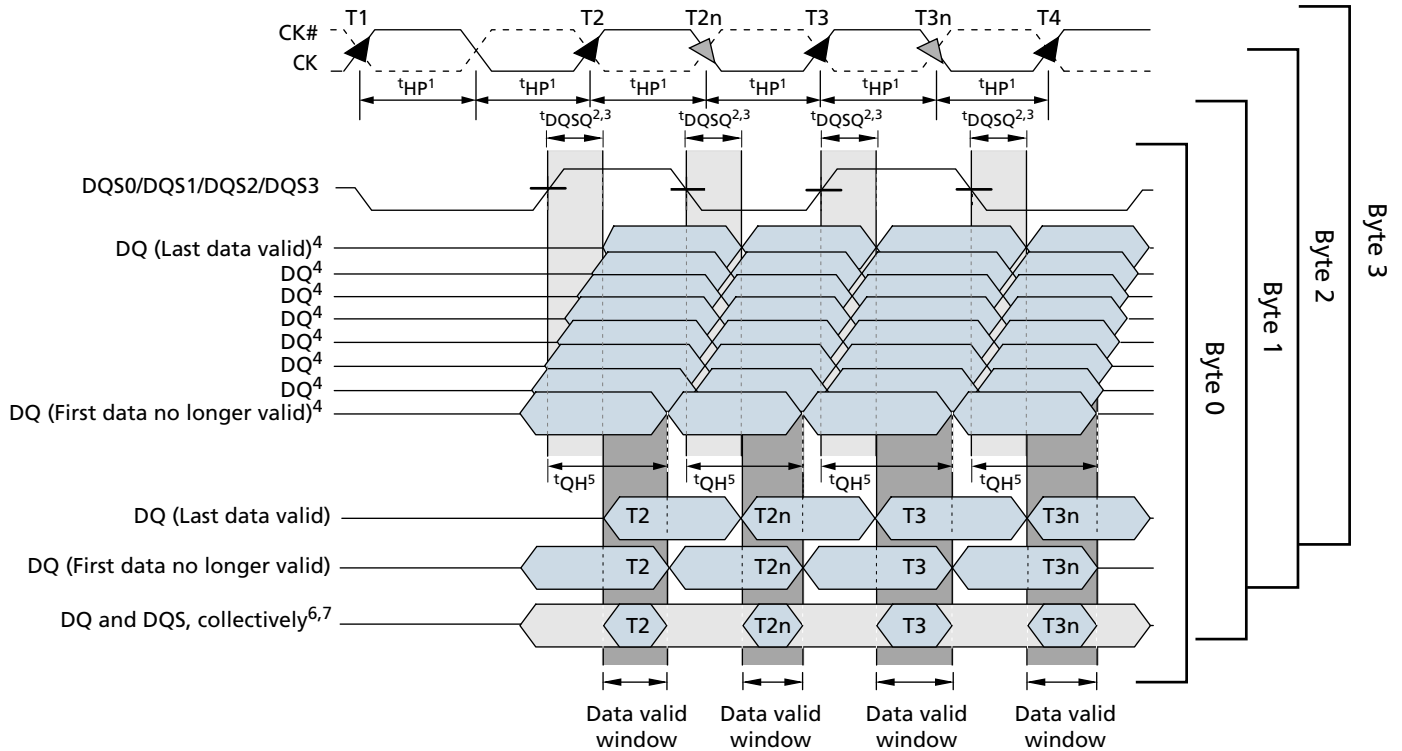 T1 T2 T2n T3 T3n T4
CK#
CK
tHP1 tHP1 tHP1 tHP1 tHP1 tHP1
tDQSQ2,3 tDQSQ2,3 tDQSQ2,3 tDQSQ2,3
DQS0/DQS1/DQS2/DQS3
DQ (Last data valid)4
DQ4
DQ4
DQ4
DQ4
DQ4
DQ4
DQ (First data no longer valid)4
tQH5 tQH5 tQH5 tQH5
DQ (Last data valid) T2 T2n T3 T3n
DQ (First data no longer valid) T2 T2n T3 T3n
DQ and DQS, collectively6,7 T2 T2n T3 T3n
Data valid window
Data valid window
Data valid window
Data valid window
Byte 0
Byte 1
Byte 2
Byte 3